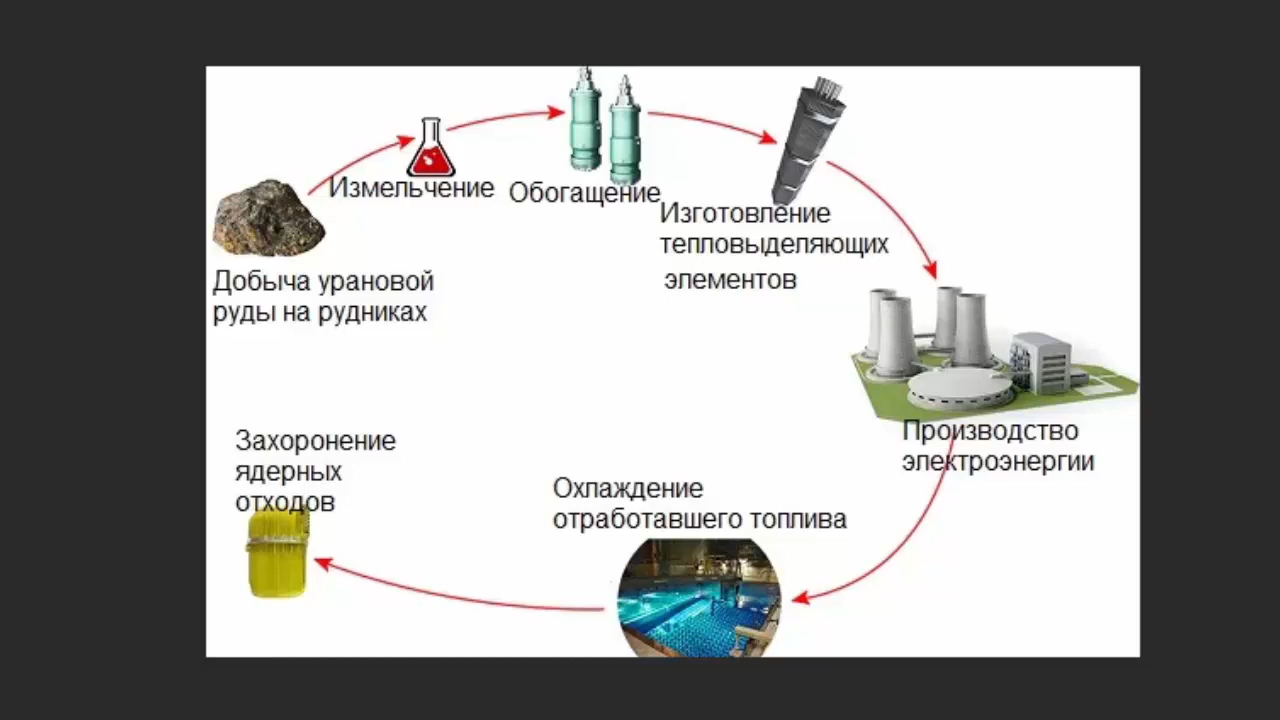 Измельчение
Обогащение
Изготовление
тепловыделяющих
элементов
Добыча урановой
руды на рудниках
Производство
электроэнергии
Охлаждение
отработавшего топлива
Захоронение
ядерных
отходов